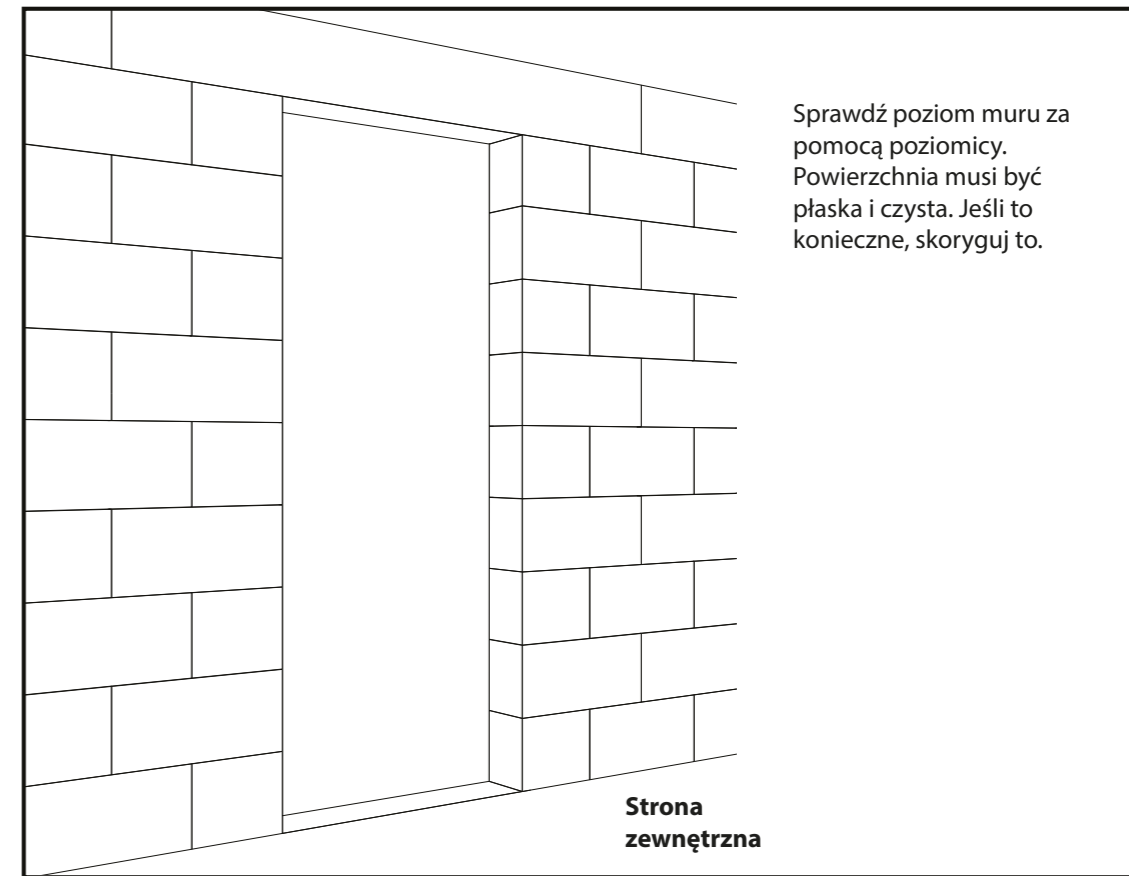 Sprawdź poziom muru za
pomocą poziomicy.
Powierzchnia musi być
płaska i czysta. Jeśli to
konieczne, skoryguj to.
Strona
zewnętrzna